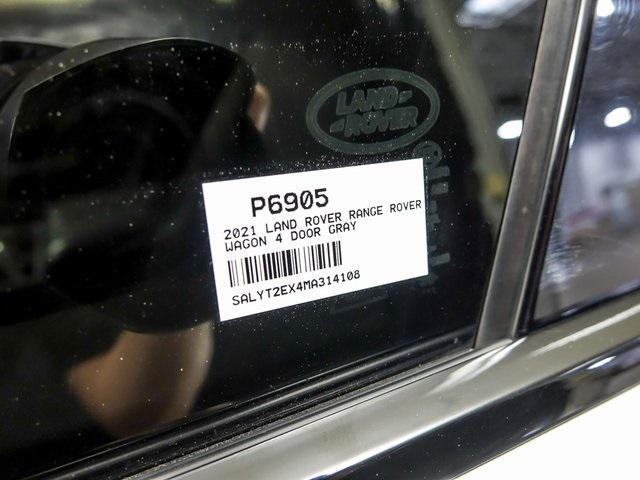 LAND-
-ROVER
P6905
2021 LAND ROVER RANGE ROVER
WAGON 4 DOOR GRAY
SALYT2EX4MA314108